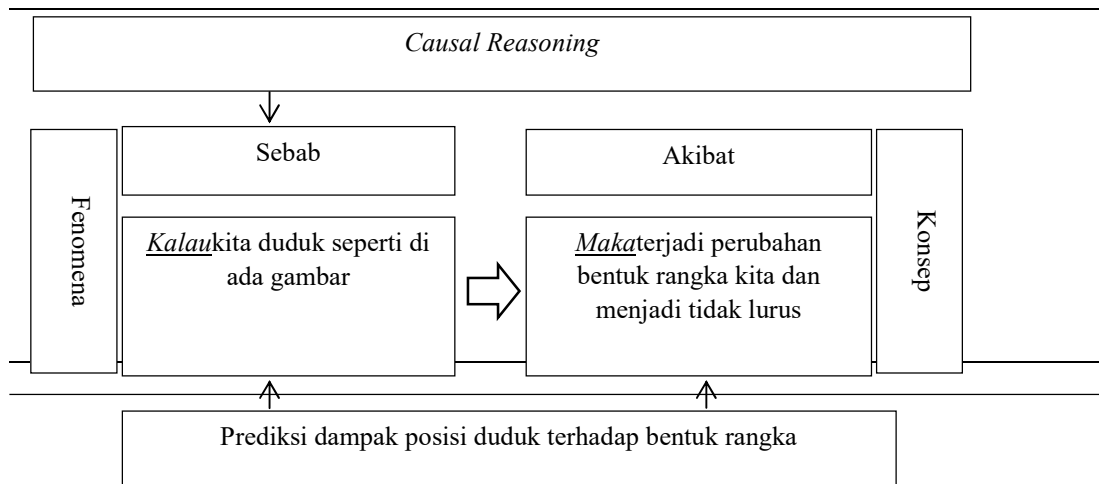 Causal Reasoning
Sebab
Akibat
Fenomena
Kalaukita duduk seperti di
ada gambar
Makaterjadi perubahan
bentuk rangka kita dan
menjadi tidak lurus
Konsep
Prediksi dampak posisi duduk terhadap bentuk rangka